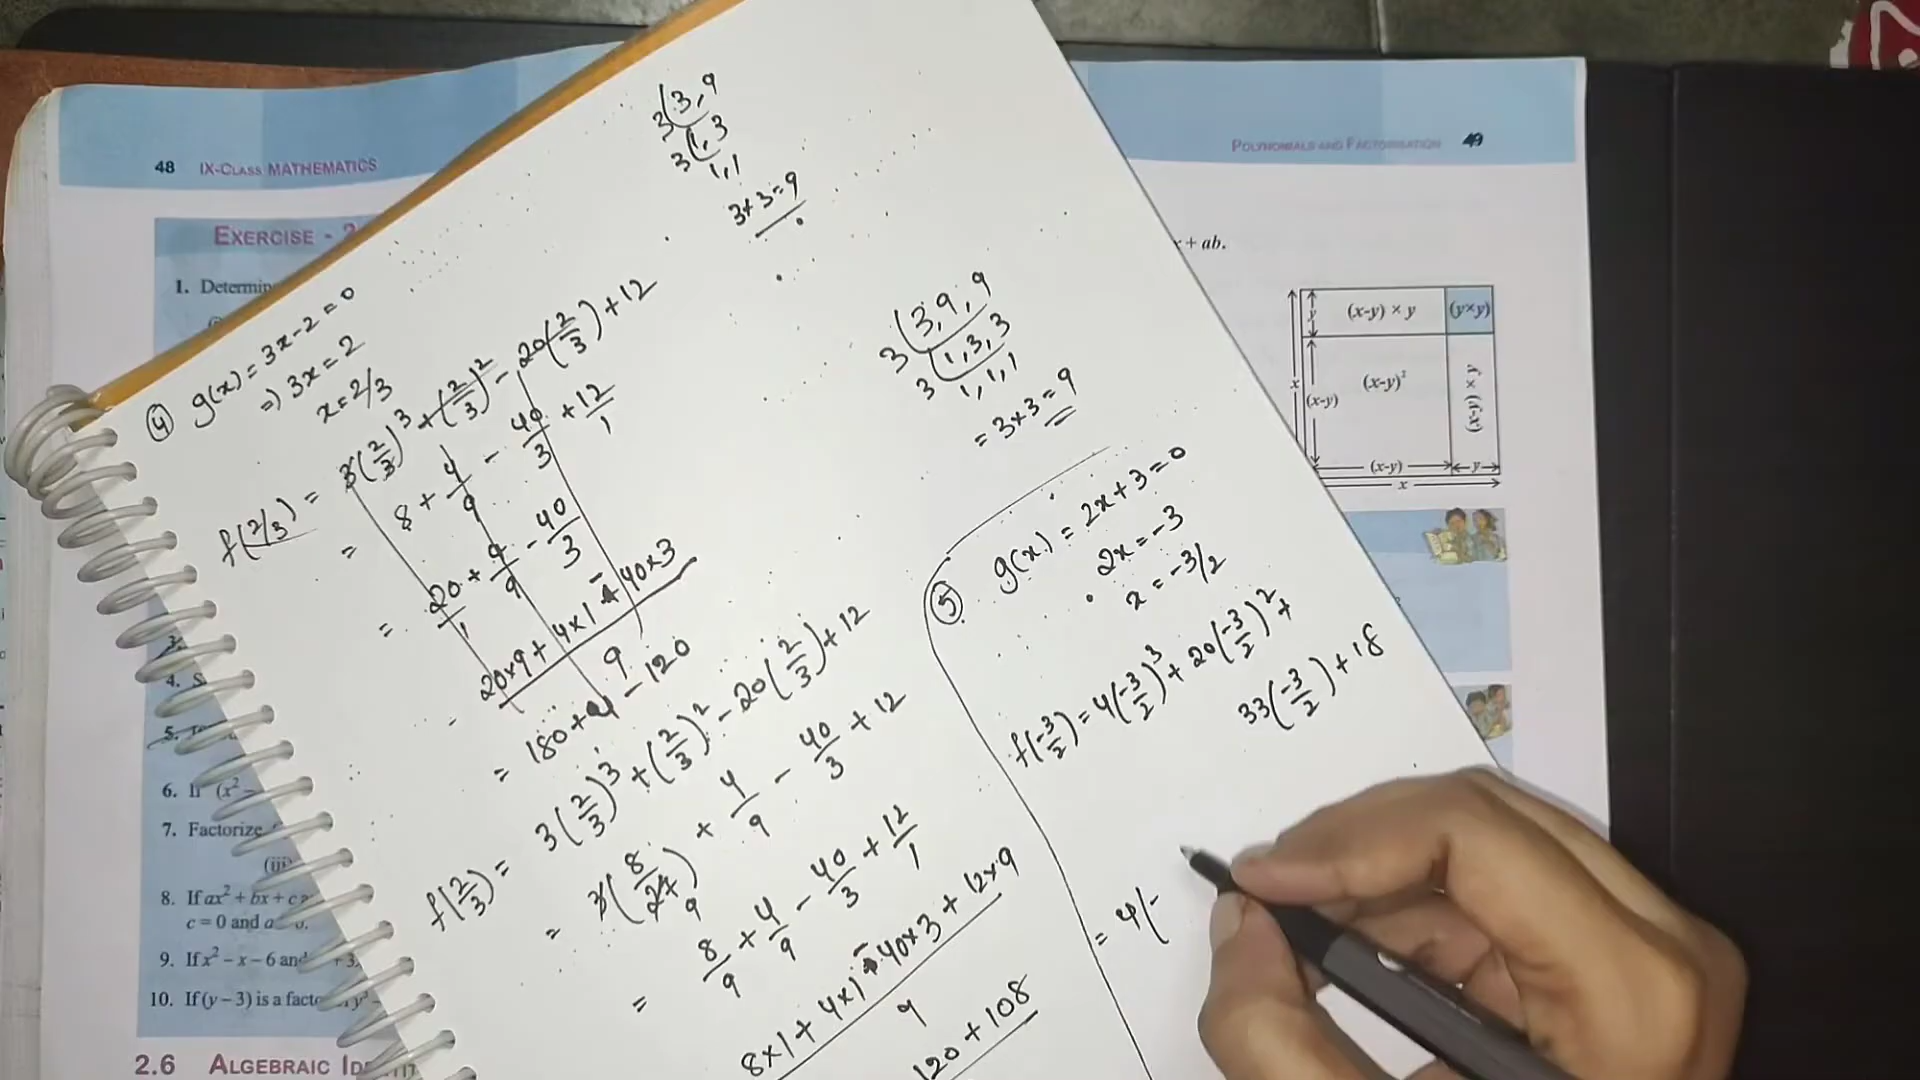 48 IX-CLASS MATHEMATICS
EXERCISE - 2
1. Determin
4. S
5.
6. If (x² –
7. Factorize
(iii)
8. If ax² + bx + c
c = 0 and a
9. If x² – x – 6 and
10. If (y – 3) is a facto
2.6 ALGEBRAIC IDENTIT
④ g(x) = 3x - 2 = 0
⇒ 3x = 2
x = 2/3
f(2/3) = 3(2/3)³ + (2/3)² - 20(2/3) + 12
= 8 + 4/9 - 40/3 + 12/1
= 20/1 + 4/9 - 40/3
20×9 + 4×1 - 40×3
9
= 180 + 4 - 120
f(2/3) = 3(2/3)³ + (2/3)² - 20(2/3) + 12
= 3(8/27) + 4/9 - 40/3 + 12
9
= 8/9 + 4/9 - 40/3 + 12/1
8×1 + 4×1 - 40×3 + 12×9
9
120 + 108
3(3, 9
3(1, 3
1, 1
3×3=9
3(3, 9, 9
3(1, 3, 3
1, 1, 1
= 3×3 = 9
⑤ g(x) = 2x + 3 = 0
2x = -3
x = -3/2
f(-3/2) = 4(-3/2)³ + 20(-3/2)² +
33(-3/2) + 18
= 4(-
POLYNOMIALS AND FACTORISATION 49
x + ab.
(x-y) × y (y×y)
y
(x-y)²
(x-y) × y
x
(x-y)
(x-y) y
x